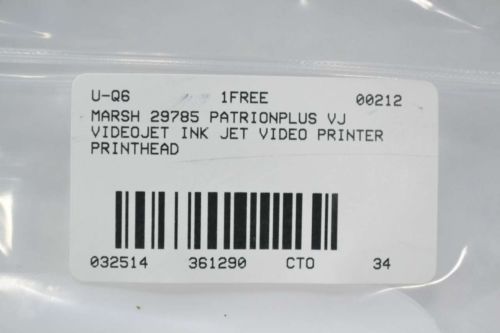 U-Q6 1FREE 00212
MARSH 29785 PATRIONPLUS VJ
VIDEOJET INK JET VIDEO PRINTER
PRINTHEAD
032514 361290 CTO 34